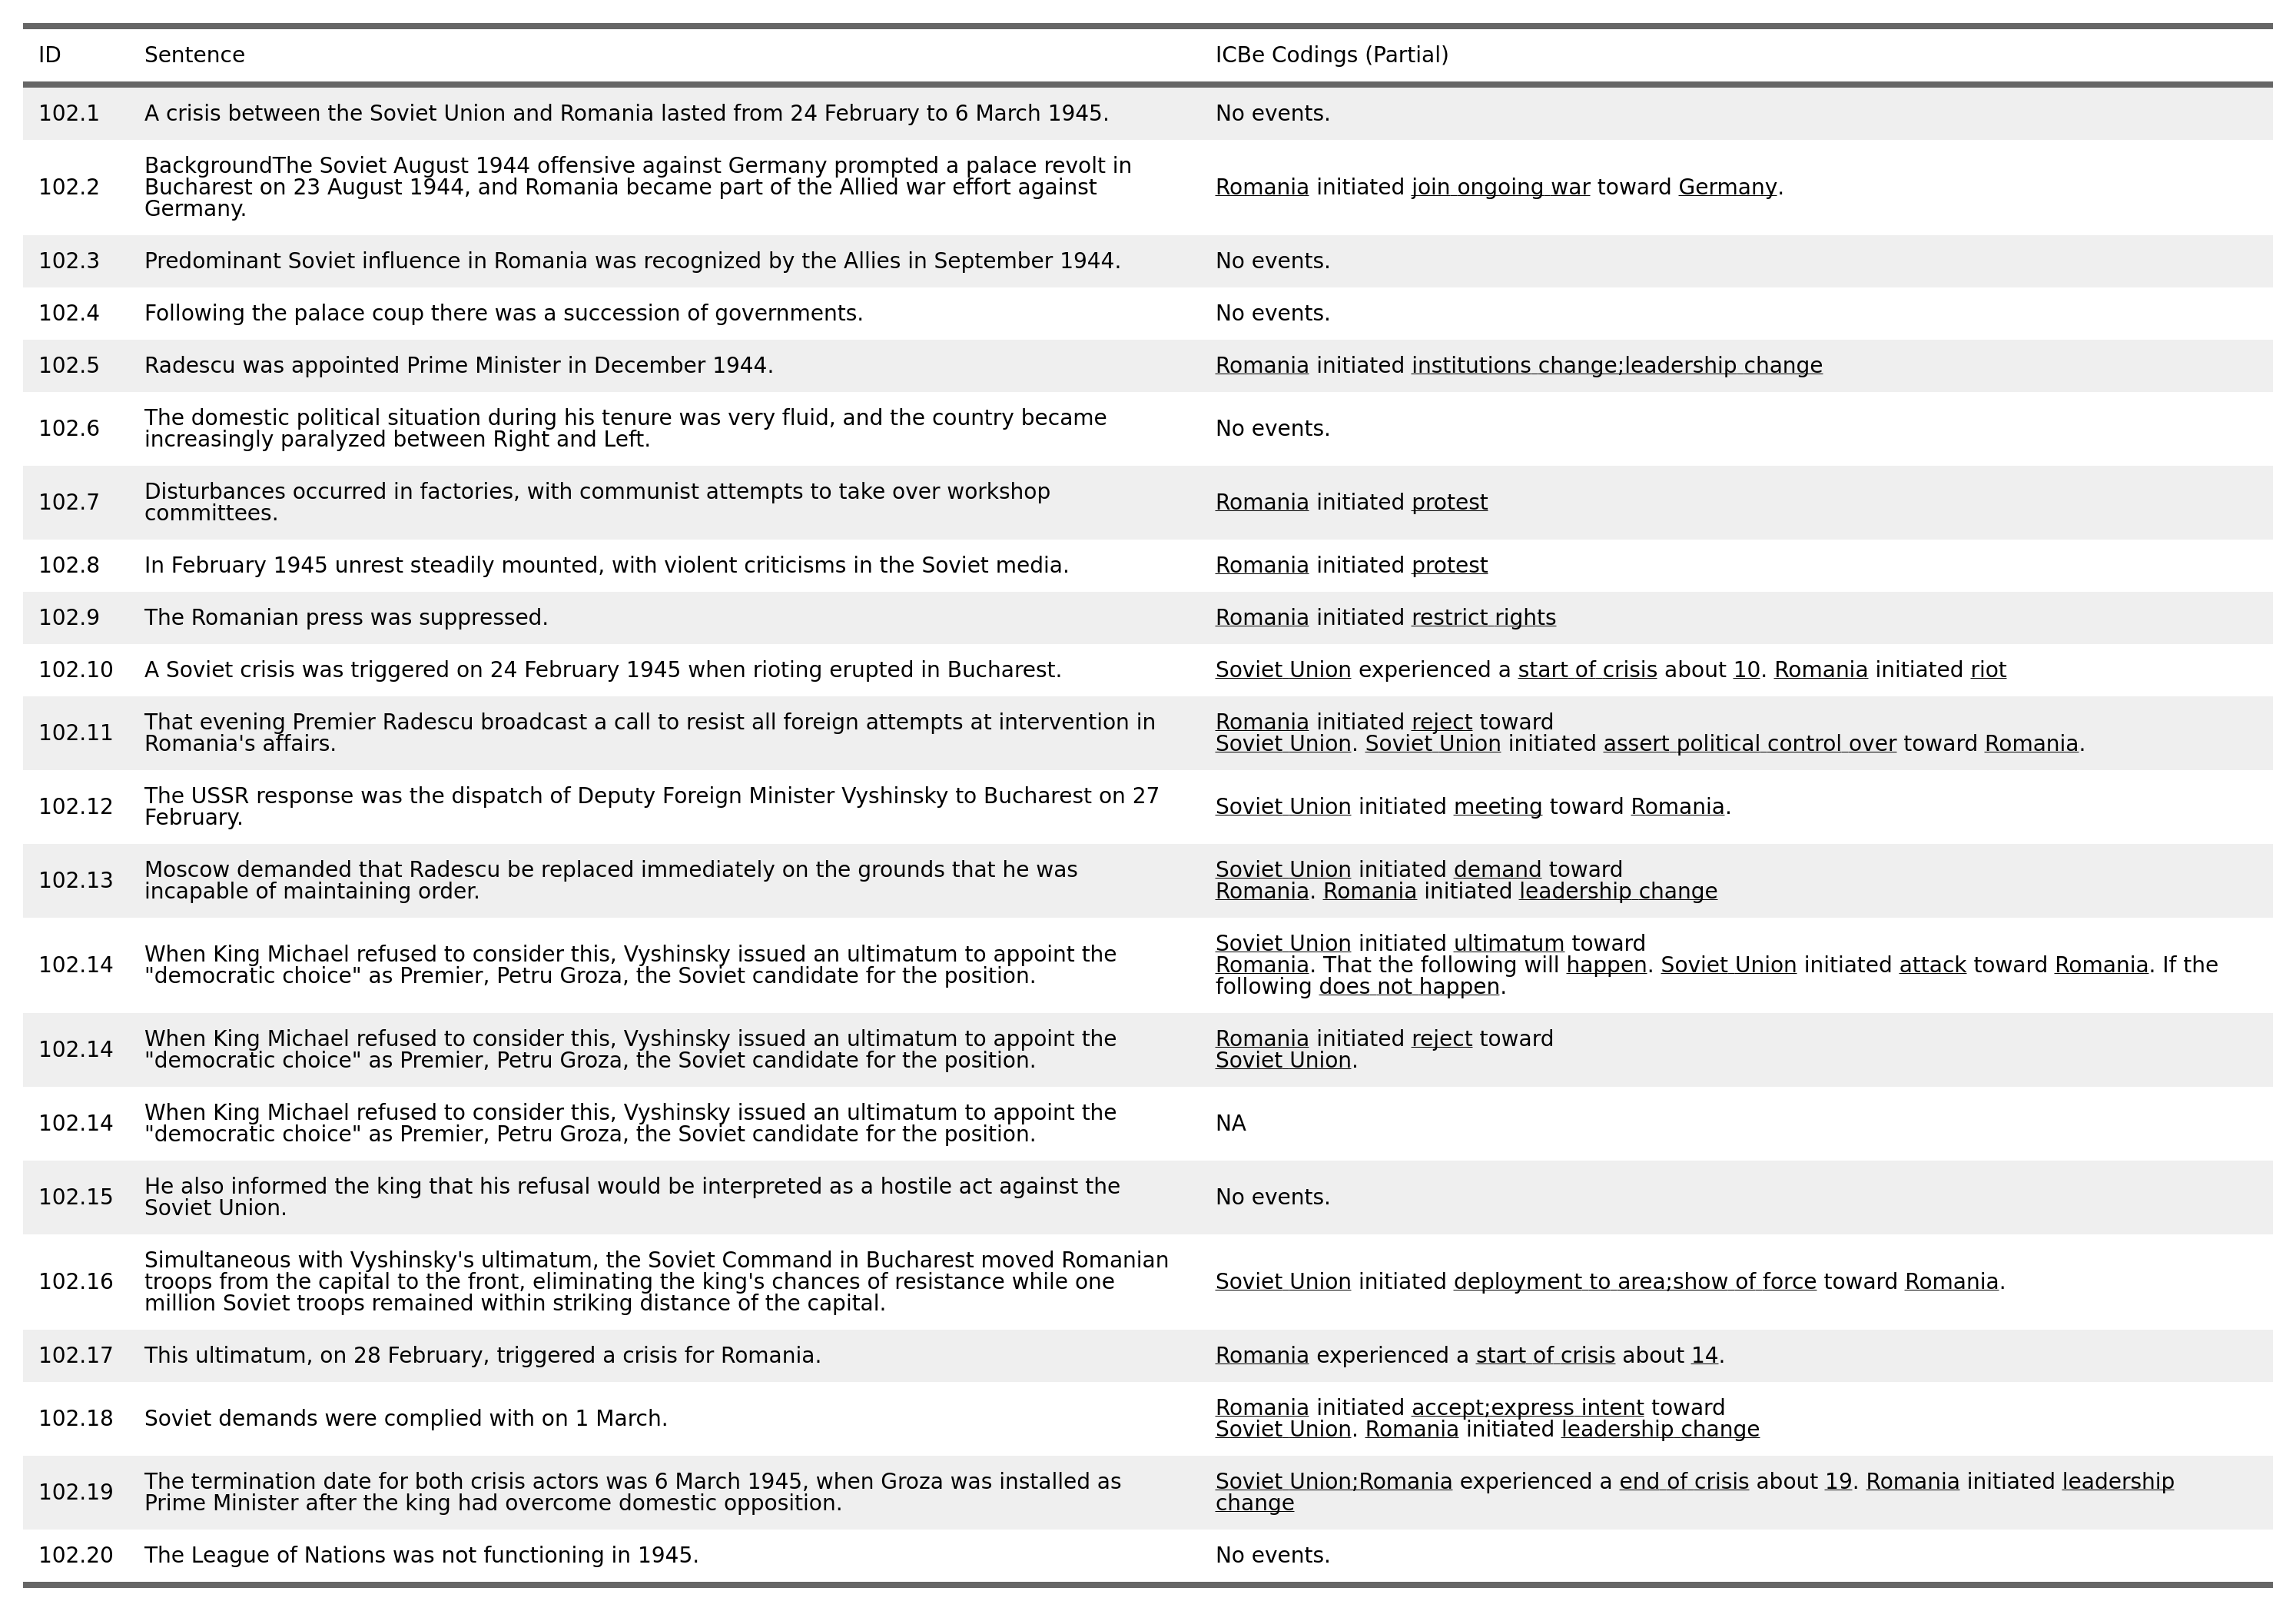 ID Sentence ICBe Codings (Partial)
102.1 A crisis between the Soviet Union and Romania lasted from 24 February to 6 March 1945. No events.
102.2 BackgroundThe Soviet August 1944 offensive against Germany prompted a palace revolt in
Bucharest on 23 August 1944, and Romania became part of the Allied war effort against
Germany.
Romania initiated join ongoing war toward Germany.
102.3 Predominant Soviet influence in Romania was recognized by the Allies in September 1944. No events.
102.4 Following the palace coup there was a succession of governments. No events.
102.5 Radescu was appointed Prime Minister in December 1944. Romania initiated institutions change;leadership change
102.6 The domestic political situation during his tenure was very fluid, and the country became
increasingly paralyzed between Right and Left.
No events.
102.7 Disturbances occurred in factories, with communist attempts to take over workshop
committees.
Romania initiated protest
102.8 In February 1945 unrest steadily mounted, with violent criticisms in the Soviet media. Romania initiated protest
102.9 The Romanian press was suppressed. Romania initiated restrict rights
102.10 A Soviet crisis was triggered on 24 February 1945 when rioting erupted in Bucharest. Soviet Union experienced a start of crisis about 10. Romania initiated riot
102.11 That evening Premier Radescu broadcast a call to resist all foreign attempts at intervention in
Romania's affairs.
Romania initiated reject toward
Soviet Union. Soviet Union initiated assert political control over toward Romania.
102.12 The USSR response was the dispatch of Deputy Foreign Minister Vyshinsky to Bucharest on 27
February.
Soviet Union initiated meeting toward Romania.
102.13 Moscow demanded that Radescu be replaced immediately on the grounds that he was
incapable of maintaining order.
Soviet Union initiated demand toward
Romania. Romania initiated leadership change
102.14 When King Michael refused to consider this, Vyshinsky issued an ultimatum to appoint the
"democratic choice" as Premier, Petru Groza, the Soviet candidate for the position.
Soviet Union initiated ultimatum toward
Romania. That the following will happen. Soviet Union initiated attack toward Romania. If the
following does not happen.
102.14 When King Michael refused to consider this, Vyshinsky issued an ultimatum to appoint the
"democratic choice" as Premier, Petru Groza, the Soviet candidate for the position.
Romania initiated reject toward
Soviet Union.
102.14 When King Michael refused to consider this, Vyshinsky issued an ultimatum to appoint the
"democratic choice" as Premier, Petru Groza, the Soviet candidate for the position.
NA
102.15 He also informed the king that his refusal would be interpreted as a hostile act against the
Soviet Union.
No events.
102.16 Simultaneous with Vyshinsky's ultimatum, the Soviet Command in Bucharest moved Romanian
troops from the capital to the front, eliminating the king's chances of resistance while one
million Soviet troops remained within striking distance of the capital.
Soviet Union initiated deployment to area;show of force toward Romania.
102.17 This ultimatum, on 28 February, triggered a crisis for Romania. Romania experienced a start of crisis about 14.
102.18 Soviet demands were complied with on 1 March.
Romania initiated accept;express intent toward
Soviet Union. Romania initiated leadership change
102.19 The termination date for both crisis actors was 6 March 1945, when Groza was installed as
Prime Minister after the king had overcome domestic opposition.
Soviet Union;Romania experienced a end of crisis about 19. Romania initiated leadership
change
102.20 The League of Nations was not functioning in 1945. No events.